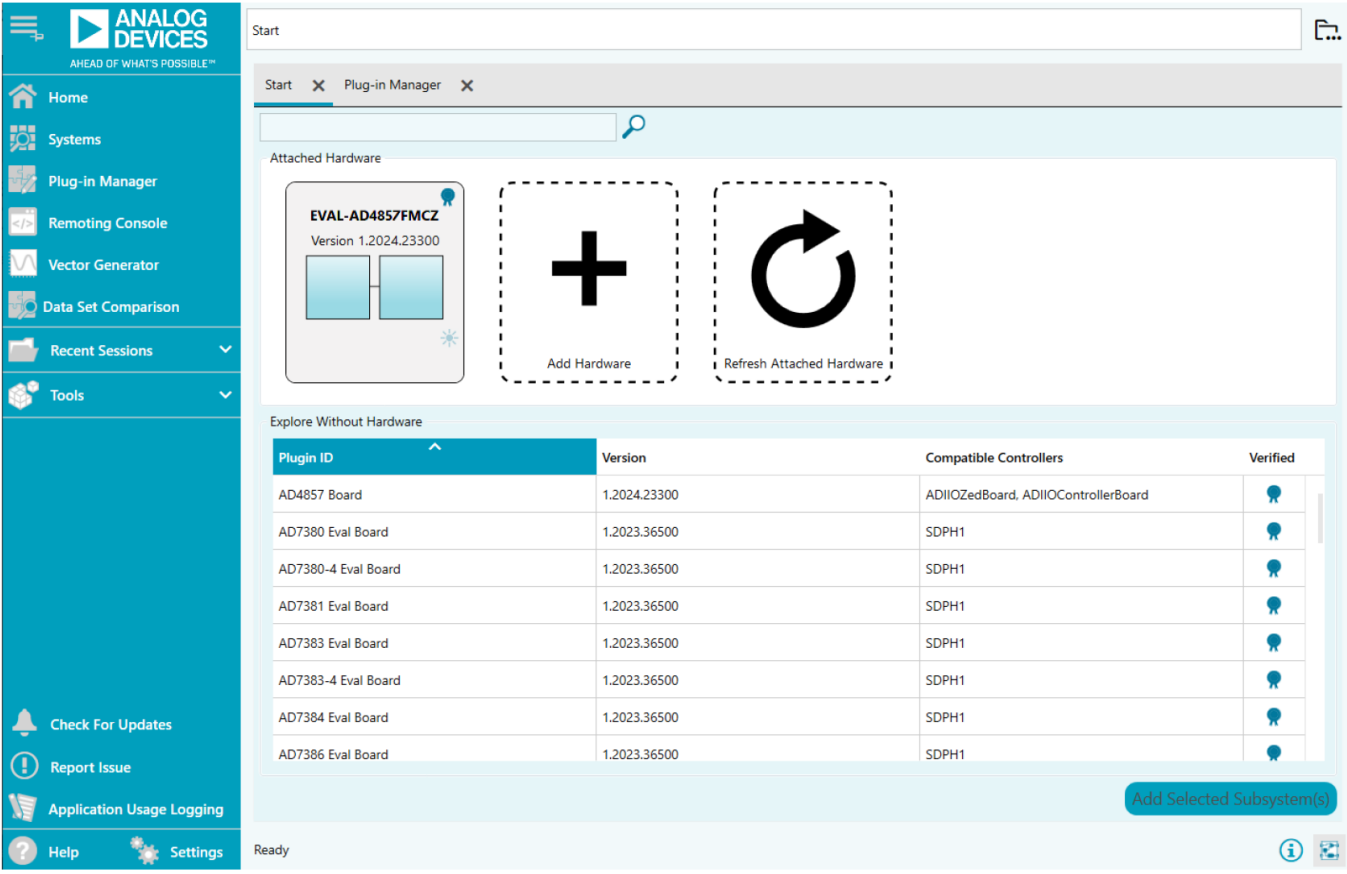 ANALOG
DEVICES
AHEAD OF WHAT'S POSSIBLE™
Home
Systems
Plug-in Manager
Remoting Console
Vector Generator
Data Set Comparison
Recent Sessions
Tools
Check For Updates
Report Issue
Application Usage Logging
Help Settings
Start
Start Plug-in Manager
Attached Hardware
EVAL-AD4857FMCZ
Version 1.2024.23300
Add Hardware
Refresh Attached Hardware
Explore Without Hardware
Plugin ID Version Compatible Controllers Verified
AD4857 Board 1.2024.23300 ADIIOZedBoard, ADIIOControllerBoard
AD7380 Eval Board 1.2023.36500 SDPH1
AD7380-4 Eval Board 1.2023.36500 SDPH1
AD7381 Eval Board 1.2023.36500 SDPH1
AD7383 Eval Board 1.2023.36500 SDPH1
AD7383-4 Eval Board 1.2023.36500 SDPH1
AD7384 Eval Board 1.2023.36500 SDPH1
AD7386 Eval Board 1.2023.36500 SDPH1
Add Selected Subsystem(s)
Ready